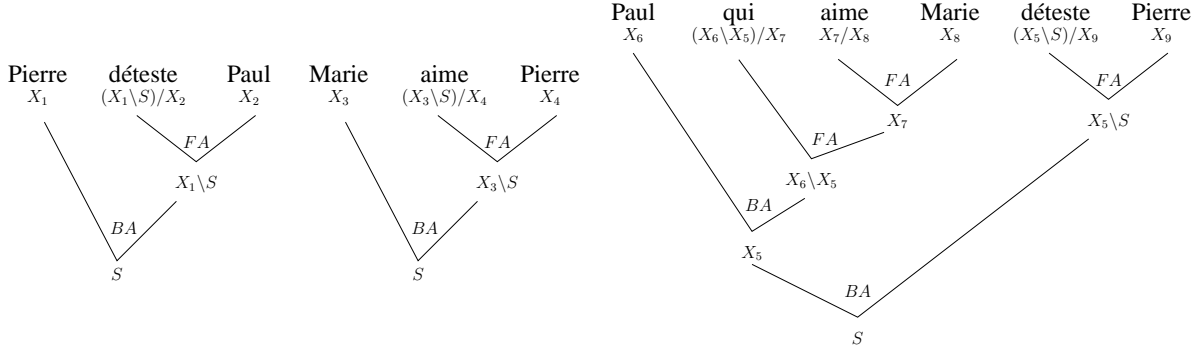 Pierre déteste Paul
X₁ (X₁\S)/X₂ X₂
FA
X₁\S
BA
S
Marie aime Pierre
X₃ (X₃\S)/X₄ X₄
FA
X₃\S
BA
S
Paul qui aime Marie déteste Pierre
X₆ (X₆\X₅)/X₇ X₇/X₈ X₈ (X₅\S)/X₉ X₉
FA FA
X₇ X₅\S
FA
X₆\X₅
BA
X₅
BA
S